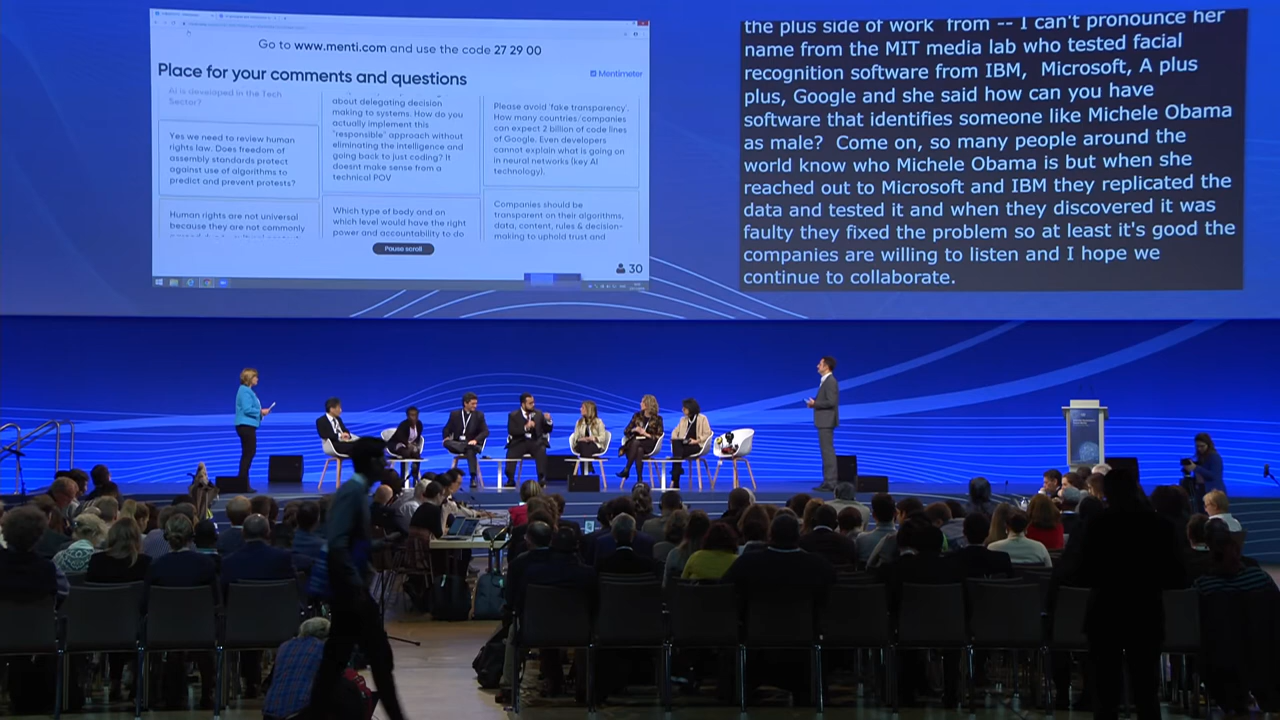 Go to www.menti.com and use the code 27 29 00
Place for your comments and questions
Mentimeter
AI is developed in the Tech
Sector?
Yes we need to review human
rights law. Does freedom of
assembly standards protect
against use of algorithms to
predict and prevent protests?
Human rights are not universal
because they are not commonly
about delegating decision
making to systems. How do you
actually implement this
"responsible" approach without
eliminating the intelligence and
going back to just coding? It
doesnt make sense from a
technical POV
Which type of body and on
which level would have the right
power and accountability to do
Please avoid 'fake transparency'.
How many countries/companies
can expect 2 billion of code lines
of Google. Even developers
cannot explain what is going on
in neural networks (key AI
technology).
Companies should be
transparent on their algorithms,
data, content, rules & decision-
making to uphold trust and
Pause scroll
30
the plus side of work from -- I can't pronounce her
name from the MIT media lab who tested facial
recognition software from IBM, Microsoft, A plus
plus, Google and she said how can you have
software that identifies someone like Michele Obama
as male? Come on, so many people around the
world know who Michele Obama is but when she
reached out to Microsoft and IBM they replicated the
data and tested it and when they discovered it was
faulty they fixed the problem so at least it's good the
companies are willing to listen and I hope we
continue to collaborate.